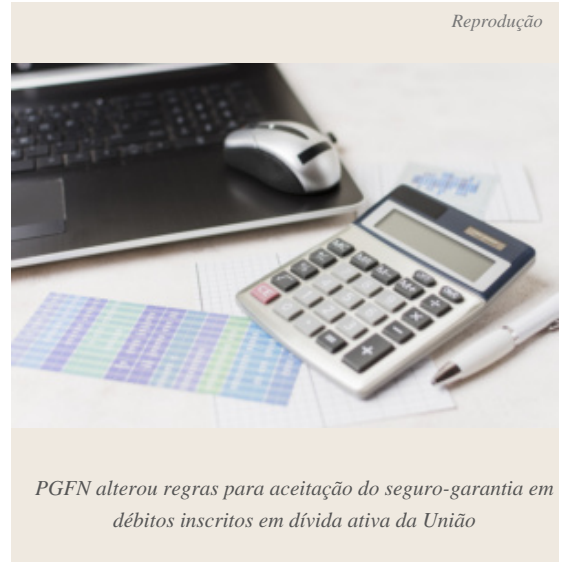 Reprodução
PGFN alterou regras para aceitação do seguro-garantia em
débitos inscritos em dívida ativa da União